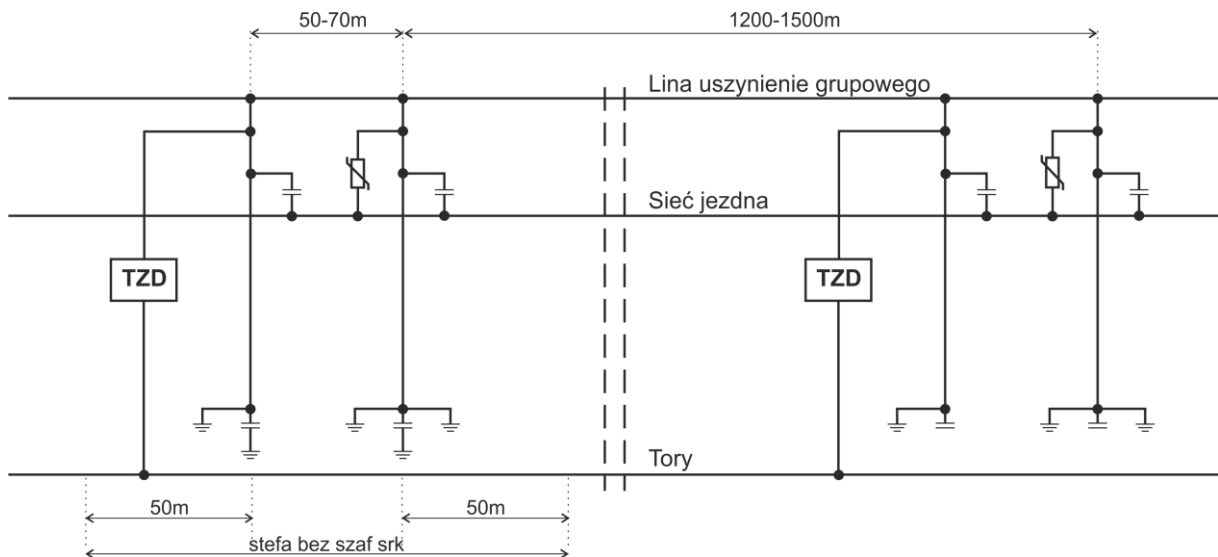 50-70m
1200-1500m
Lina uszynienie grupowego
Sieć jezdna
TZD
TZD
Tory
50m
50m
stefa bez szaf srk